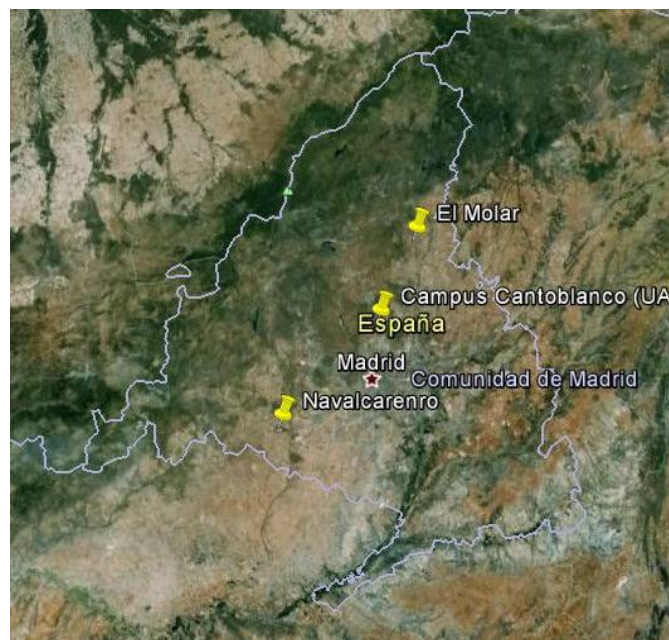 El Molar
Campus Cantoblanco (UA
España
Madrid
Comunidad de Madrid
Navalcarenro